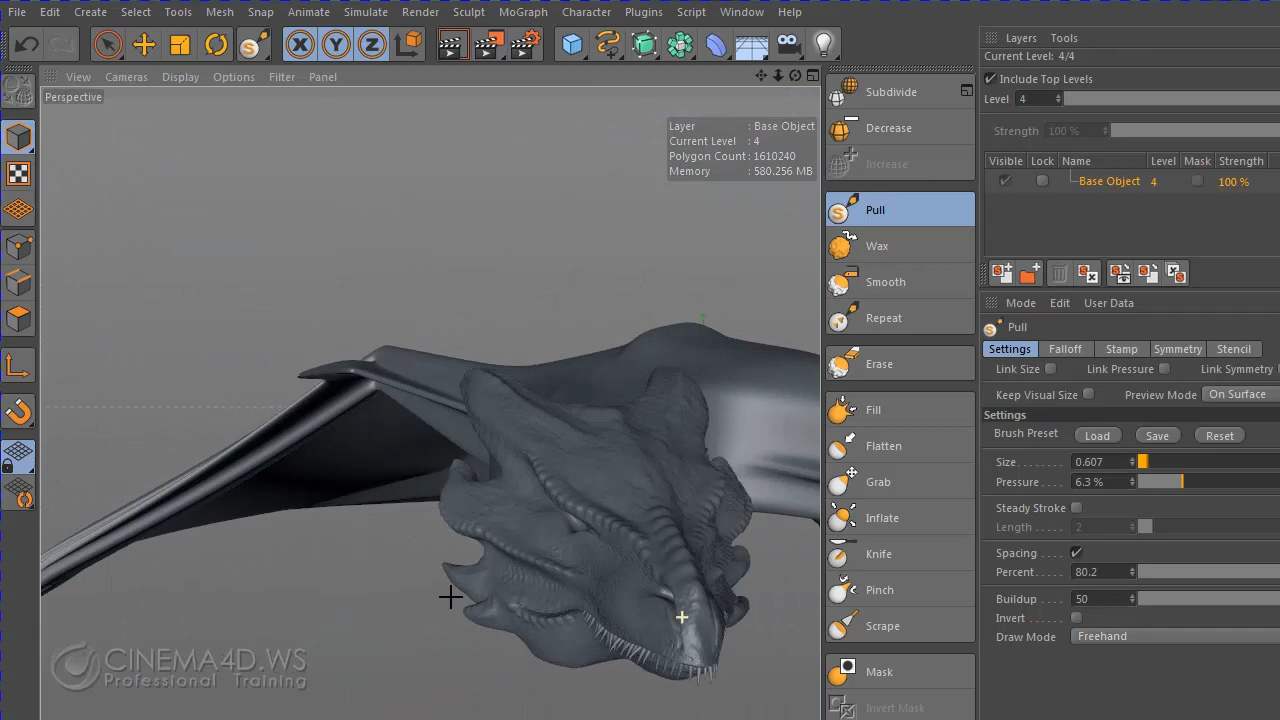 File Edit Create Select Tools Mesh Snap Animate Simulate Render Sculpt MoGraph Character Plugins Script Window Help
X Y Z
View Cameras Display Options Filter Panel
Perspective
Layer : Base Object
Current Level : 4
Polygon Count : 1610240
Memory : 580.256 MB
CINEMA4D.WS
Professional Training
Subdivide
Decrease
Increase
Pull
Wax
Smooth
Repeat
Erase
Fill
Flatten
Grab
Inflate
Knife
Pinch
Scrape
Mask
Invert Mask
Layers Tools
Current Level: 4/4
Include Top Levels
Level 4
Strength 100 %
Visible Lock Name Level Mask Strength
Base Object 4 100 %
Mode Edit User Data
Pull
Settings Falloff Stamp Symmetry Stencil
Link Size Link Pressure Link Symmetry
Keep Visual Size Preview Mode On Surface
Settings
Brush Preset Load Save Reset
Size 0.607
Pressure 6.3 %
Steady Stroke
Length 2
Spacing
Percent 80.2
Buildup 50
Invert
Draw Mode Freehand